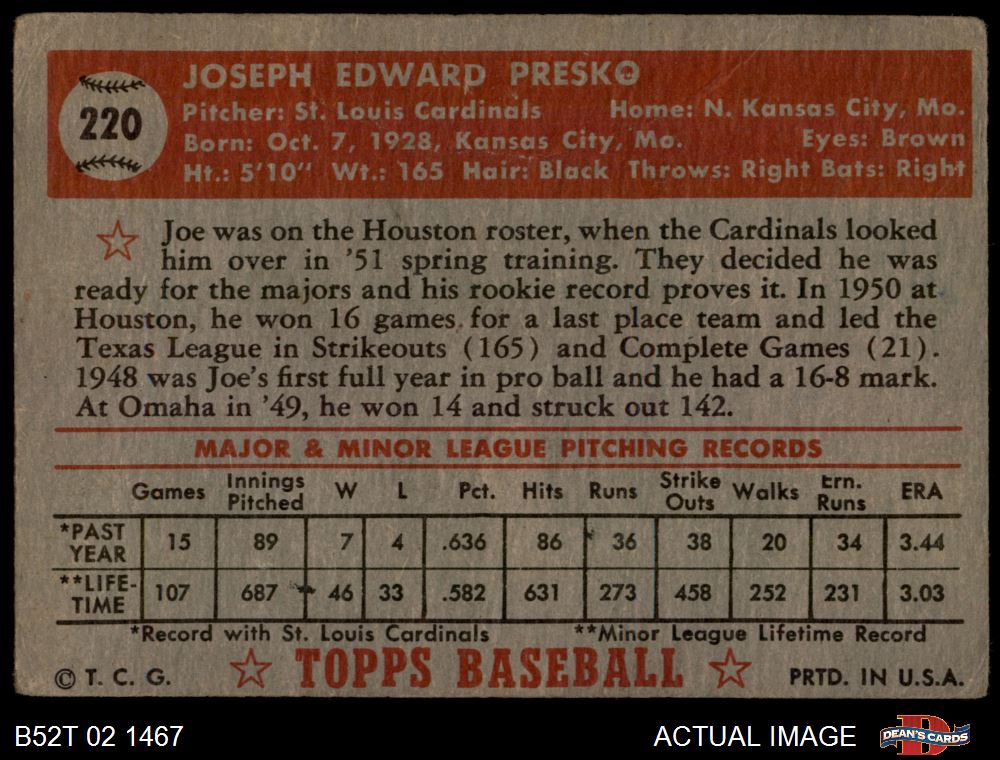 JOSEPH EDWARD PRESKO
220
Pitcher: St. Louis Cardinals Home: N. Kansas City, Mo.
Born: Oct. 7, 1928, Kansas City, Mo. Eyes: Brown
Ht.: 5'10" Wt.: 165 Hair: Black Throws: Right Bats: Right
Joe was on the Houston roster, when the Cardinals looked
him over in '51 spring training. They decided he was
ready for the majors and his rookie record proves it. In 1950 at
Houston, he won 16 games for a last place team and led the
Texas League in Strikeouts (165) and Complete Games (21).
1948 was Joe's first full year in pro ball and he had a 16-8 mark.
At Omaha in '49, he won 14 and struck out 142.
MAJOR & MINOR LEAGUE PITCHING RECORDS
Games Innings Pitched W L Pct. Hits Runs Strike Outs Walks Ern. Runs ERA
*PAST YEAR 15 89 7 4 .636 86 36 38 20 34 3.44
**LIFE-TIME 107 687 46 33 .582 631 273 458 252 231 3.03
*Record with St. Louis Cardinals **Minor League Lifetime Record
© T. C. G. TOPPS BASEBALL PRTD. IN U.S.A.
B52T 02 1467 ACTUAL IMAGE DEAN'S CARDS